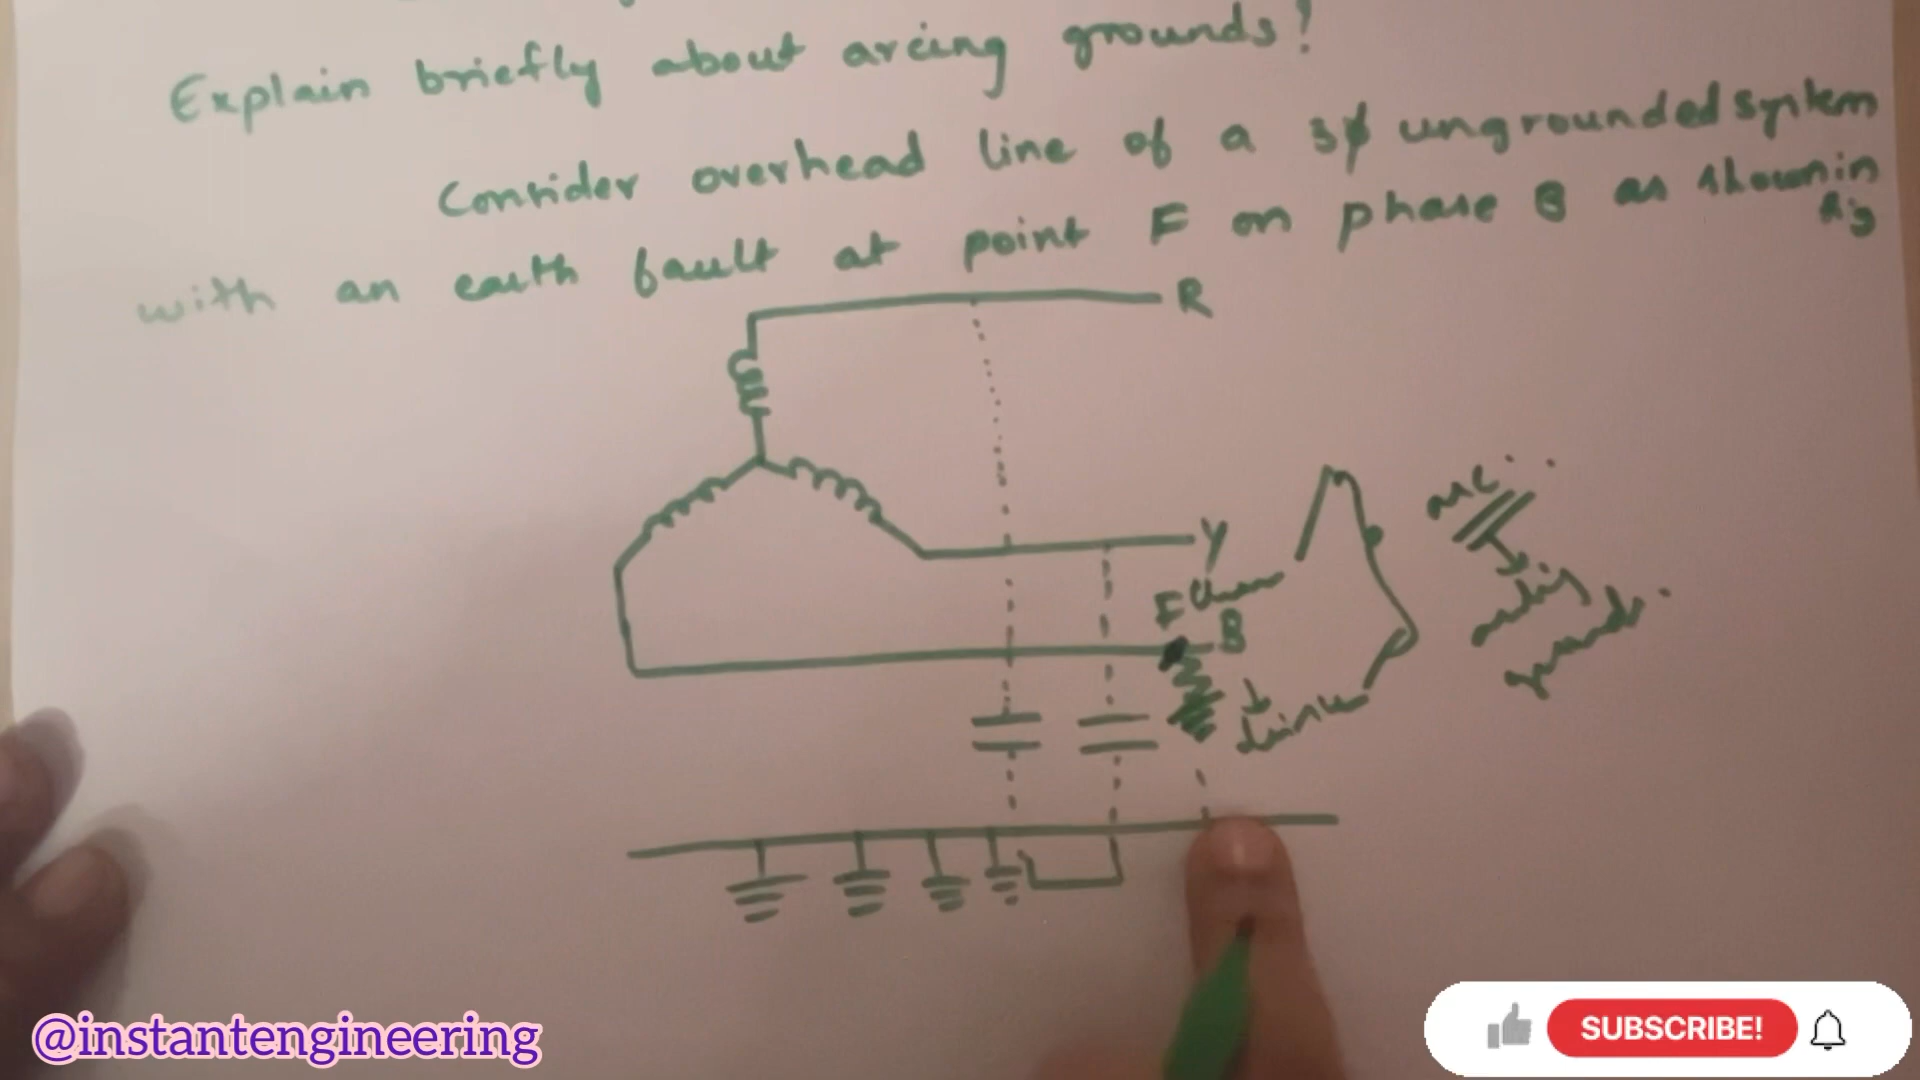 Explain briefly about arcing grounds!
Consider overhead line of a 3φ ungrounded system
with an earth fault at point F on phase B as shown in
fig
R
Y
F
B
arc
grounds
@instantengineering
SUBSCRIBE!